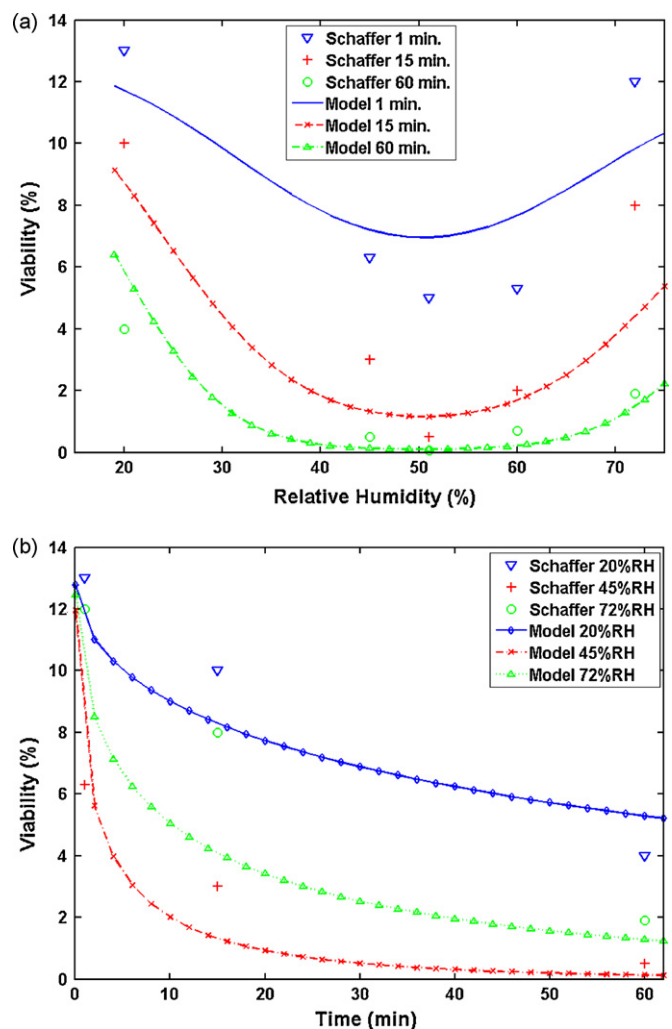 (a)
14
12
10
8
6
4
2
0
Viability (%)
Schaffer 1 min.
Schaffer 15 min.
Schaffer 60 min.
Model 1 min.
Model 15 min.
Model 60 min.
20 30 40 50 60 70
Relative Humidity (%)
(b)
14
12
10
8
6
4
2
0
Viability (%)
Schaffer 20%RH
Schaffer 45%RH
Schaffer 72%RH
Model 20%RH
Model 45%RH
Model 72%RH
0 10 20 30 40 50 60
Time (min)